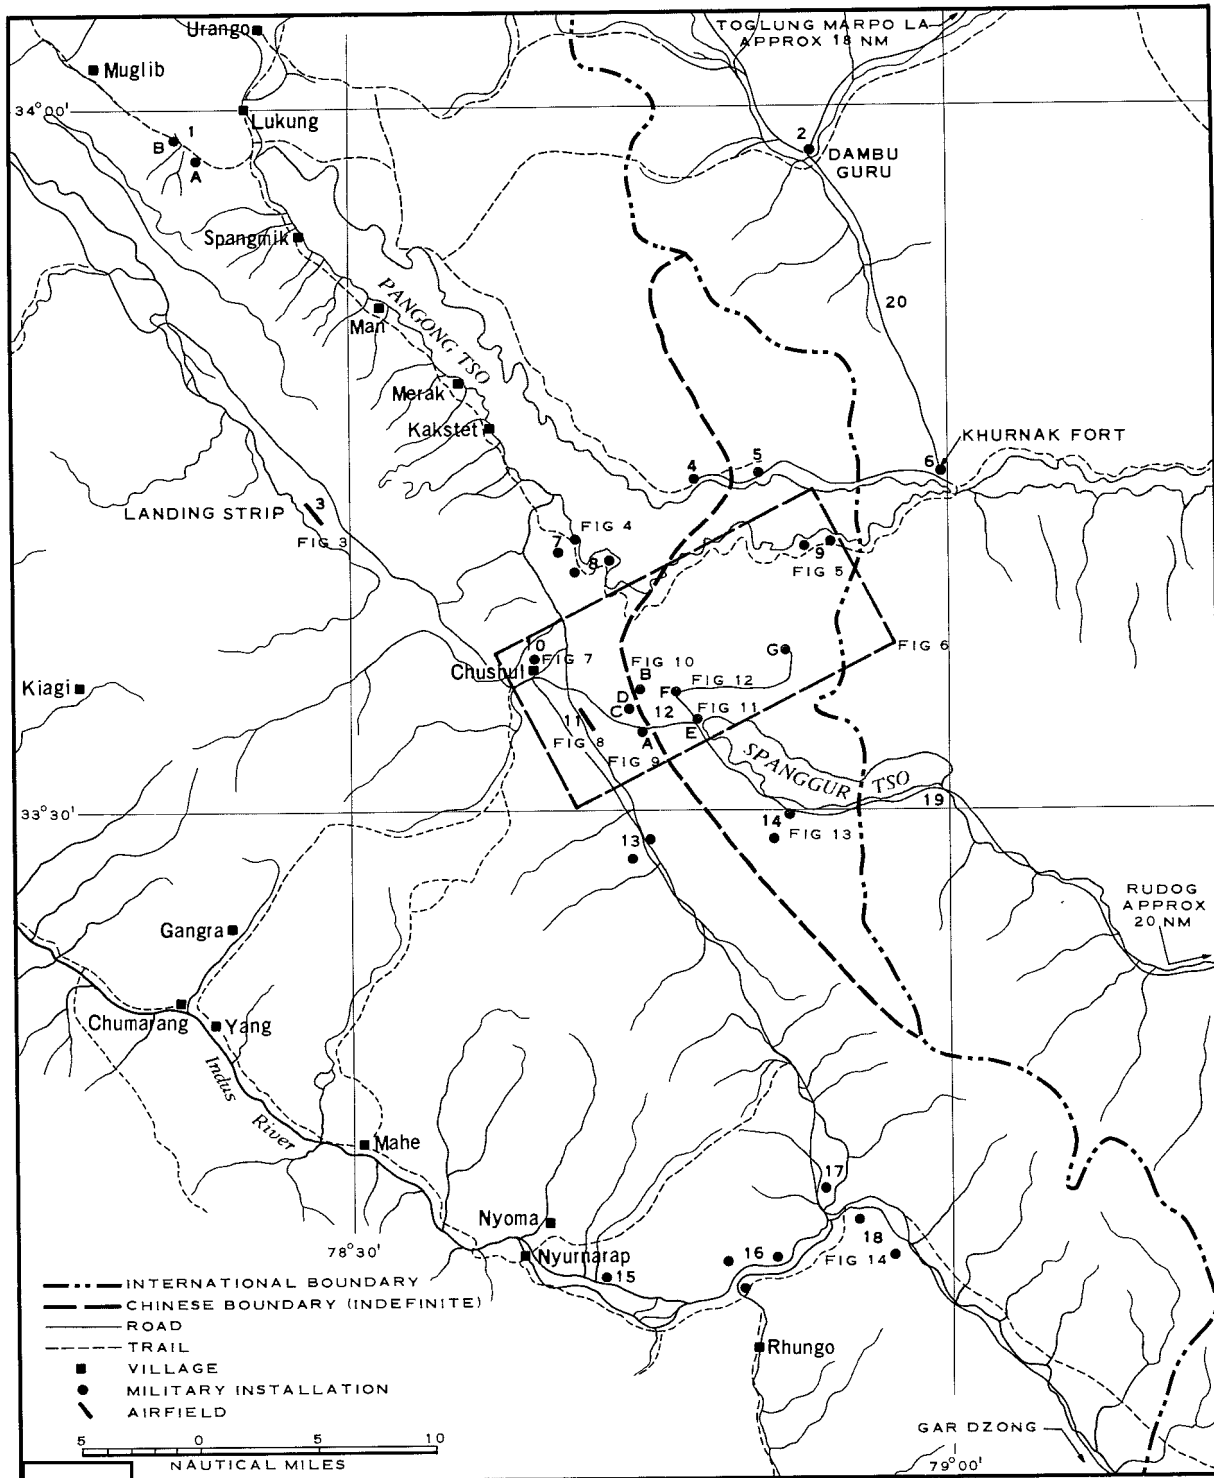 TOGLUNG MARPO LA
APPROX 18 NM
Urango
Muglib
34°00'
Lukung
1
B
A
2
DAMBU
GURU
Spangmik
20
PANGONG TSO
Man
Merak
Kakstet
KHURNAK FORT
6
5
4
LANDING STRIP
3
FIG 3
FIG 4
7
8
9
FIG 5
FIG 6
10
FIG 7
Chushul
G
FIG 10
B
F
FIG 12
D
C
12
FIG 11
E
A
11
FIG 8
FIG 9
Kiagi
SPANGGUR TSO
19
33°30'
14
FIG 13
13
RUDOG
APPROX
20 NM
Gangra
Chumarang
Yang
Indus River
Mahe
17
Nyoma
18
FIG 14
16
Nyurnarap
15
78°30'
Rhungo
INTERNATIONAL BOUNDARY
CHINESE BOUNDARY (INDEFINITE)
ROAD
TRAIL
VILLAGE
MILITARY INSTALLATION
AIRFIELD
GAR DZONG
5 0 5 10
NAUTICAL MILES
79°00'